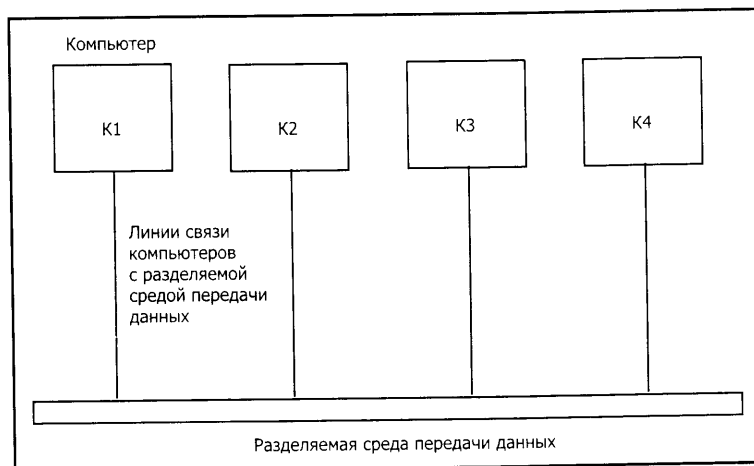 Компьютер
К1
К2
К3
К4
Линии связи
компьютеров
с разделяемой
средой передачи
данных
Разделяемая среда передачи данных